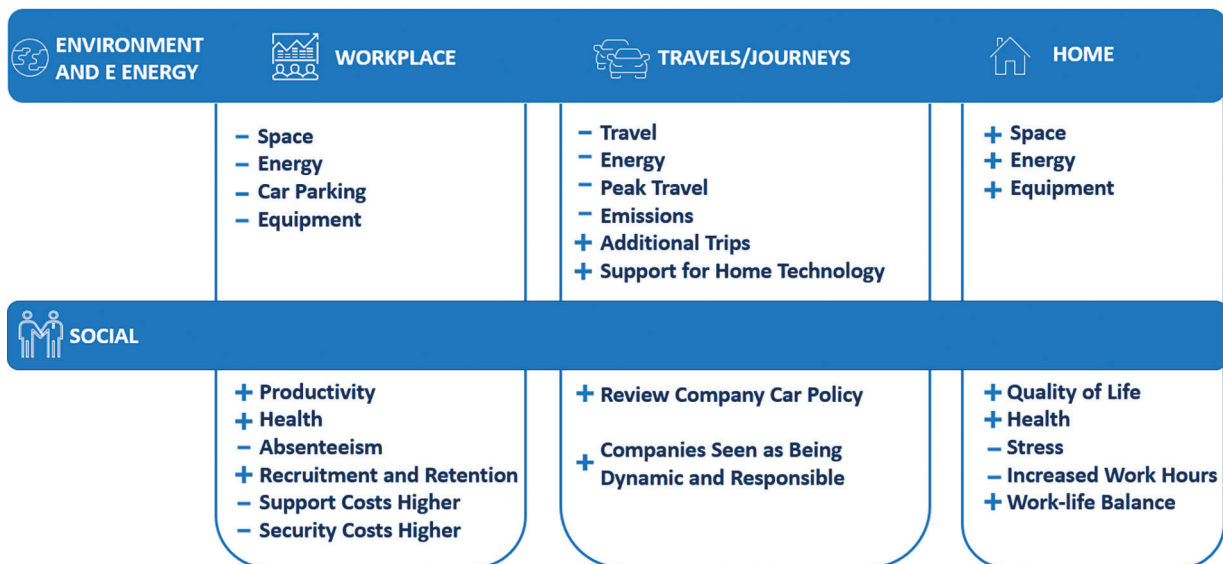 ENVIRONMENT
AND E ENERGY
WORKPLACE
TRAVELS/JOURNEYS
HOME
– Space
– Energy
– Car Parking
– Equipment
– Travel
– Energy
– Peak Travel
– Emissions
+ Additional Trips
+ Support for Home Technology
+ Space
+ Energy
+ Equipment
SOCIAL
+ Productivity
+ Health
– Absenteeism
+ Recruitment and Retention
– Support Costs Higher
– Security Costs Higher
+ Review Company Car Policy
+ Companies Seen as Being
Dynamic and Responsible
+ Quality of Life
+ Health
– Stress
– Increased Work Hours
+ Work-life Balance